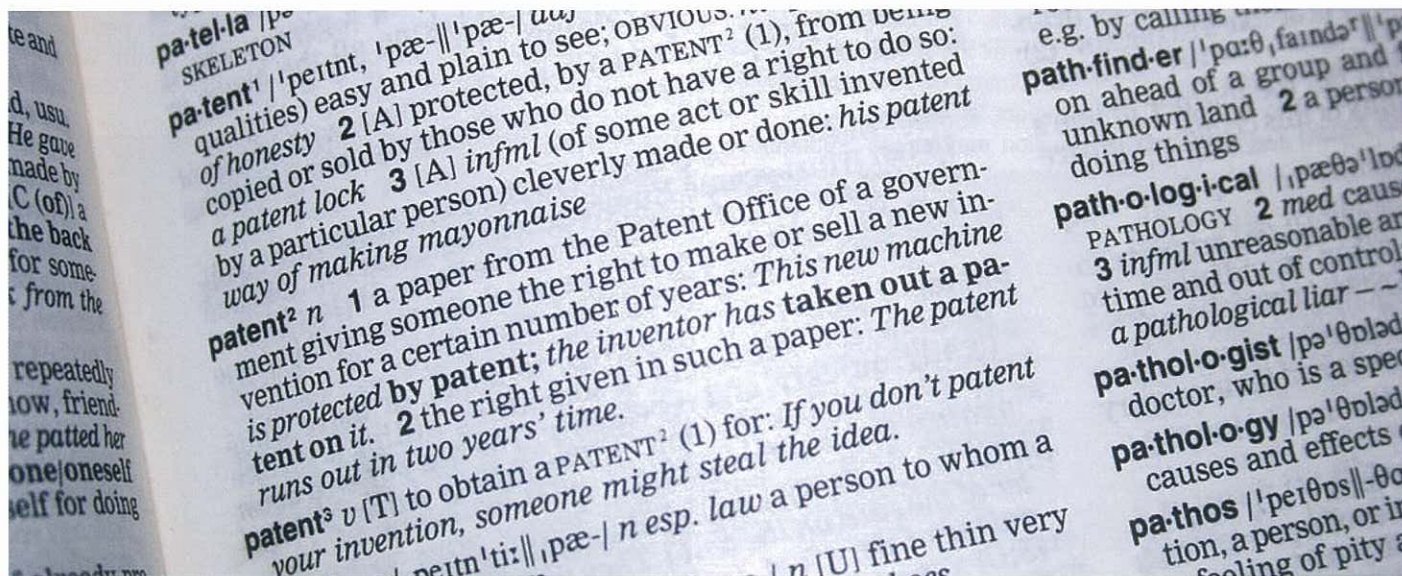 te and
d, usu.
He gave
made by
C (of)] a
the back
for some-
from the
repeatedly
now, friend-
patted her
one|oneself
self for doing
pa·tel·la
SKELETON
pa·tent¹ |ˈpeɪtnt, ˈpæ-||ˈpæ-|
qualities) easy and plain to see; OBVIOUS:
of honesty 2 [A] protected, by a PATENT² (1), from being
copied or sold by those who do not have a right to do so:
a patent lock 3 [A] infml (of some act or skill invented
by a particular person) cleverly made or done: his patent
way of making mayonnaise
patent² n 1 a paper from the Patent Office of a govern-
ment giving someone the right to make or sell a new in-
vention for a certain number of years: This new machine
is protected by patent; the inventor has taken out a pa-
tent on it. 2 the right given in such a paper: The patent
runs out in two years' time.
patent³ v [T] to obtain a PATENT² (1) for: If you don't patent
your invention, someone might steal the idea.
ˌpeɪtnˈtiː||ˌpæ-| n esp. law a person to whom a
n [U] fine thin very
e.g. by calling
path·find·er |ˈpɑːθˌfaɪndəʳ||
on ahead of a group and
unknown land 2 a person
doing things
path·o·log·i·cal |ˌpæθəˈlɒd
PATHOLOGY 2 med cause
3 infml unreasonable an
time and out of control
a pathological liar — ~
pa·thol·o·gist |pəˈθɒləd
doctor, who is a spec
pa·thol·o·gy |pəˈθɒləd
causes and effects
pa·thos |ˈpeɪθɒs||-θɑ
tion, a person, or in
feeling of pity a